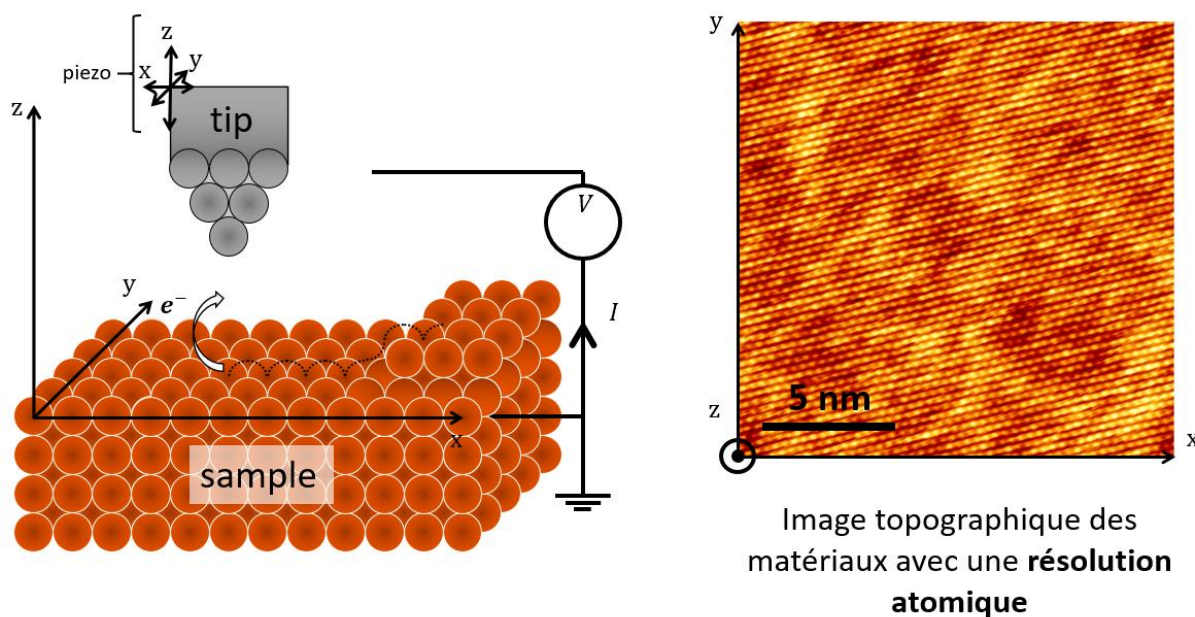 z
y
x
piezo
tip
z
V
y
e⁻
I
x
sample
y
5 nm
z
x
Image topographique des
matériaux avec une résolution
atomique